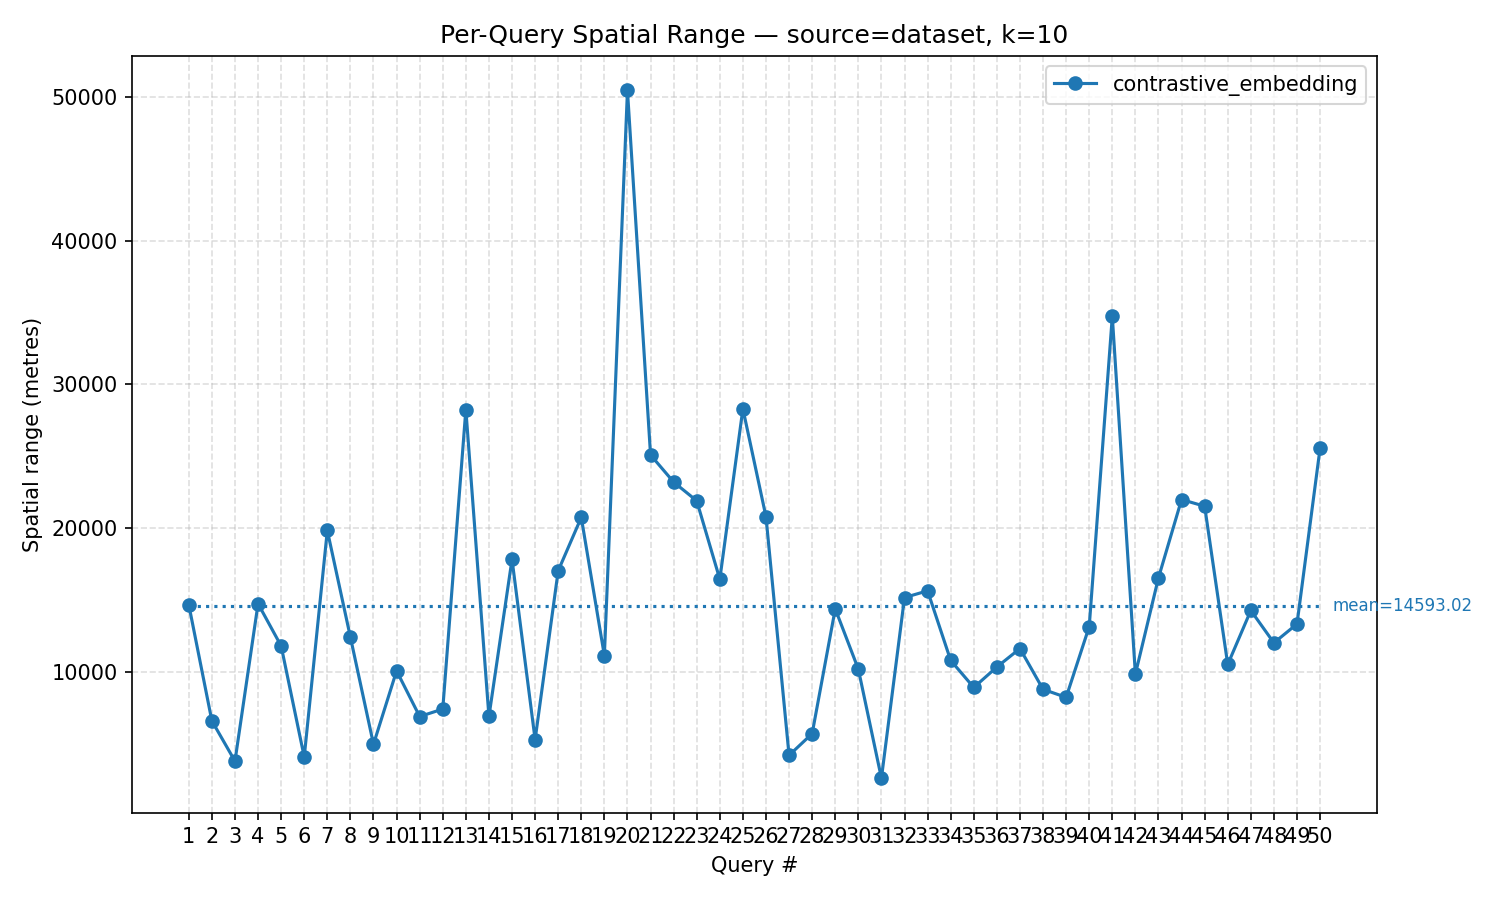 Per-Query Spatial Range — source=dataset, k=10
contrastive_embedding
50000
40000
30000
20000
10000
Spatial range (metres)
mean=14593.02
1 2 3 4 5 6 7 8 9 10 11 12 13 14 15 16 17 18 19 20 21 22 23 24 25 26 27 28 29 30 31 32 33 34 35 36 37 38 39 40 41 42 43 44 45 46 47 48 49 50
Query #